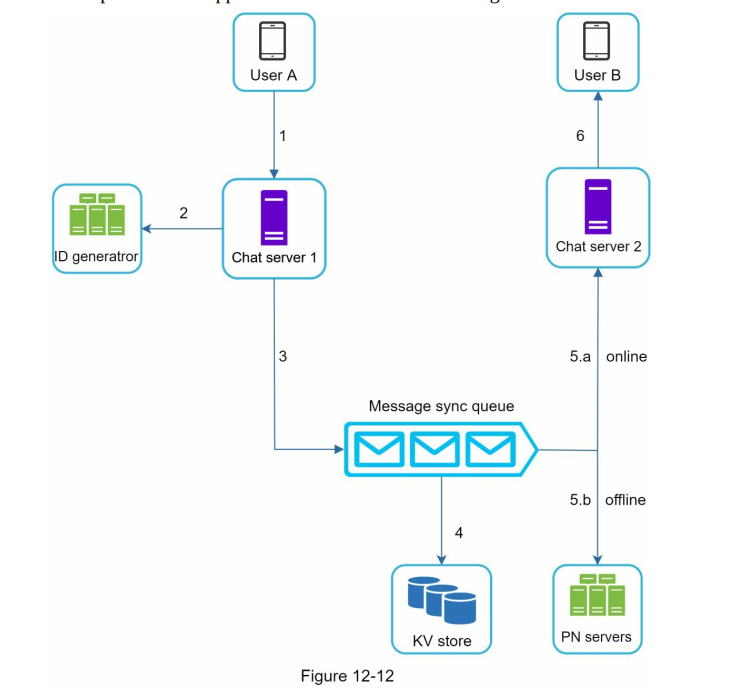 User A
User B
1
6
2
ID generatror
Chat server 1
Chat server 2
3
5.a online
Message sync queue
5.b offline
4
KV store
PN servers
Figure 12-12